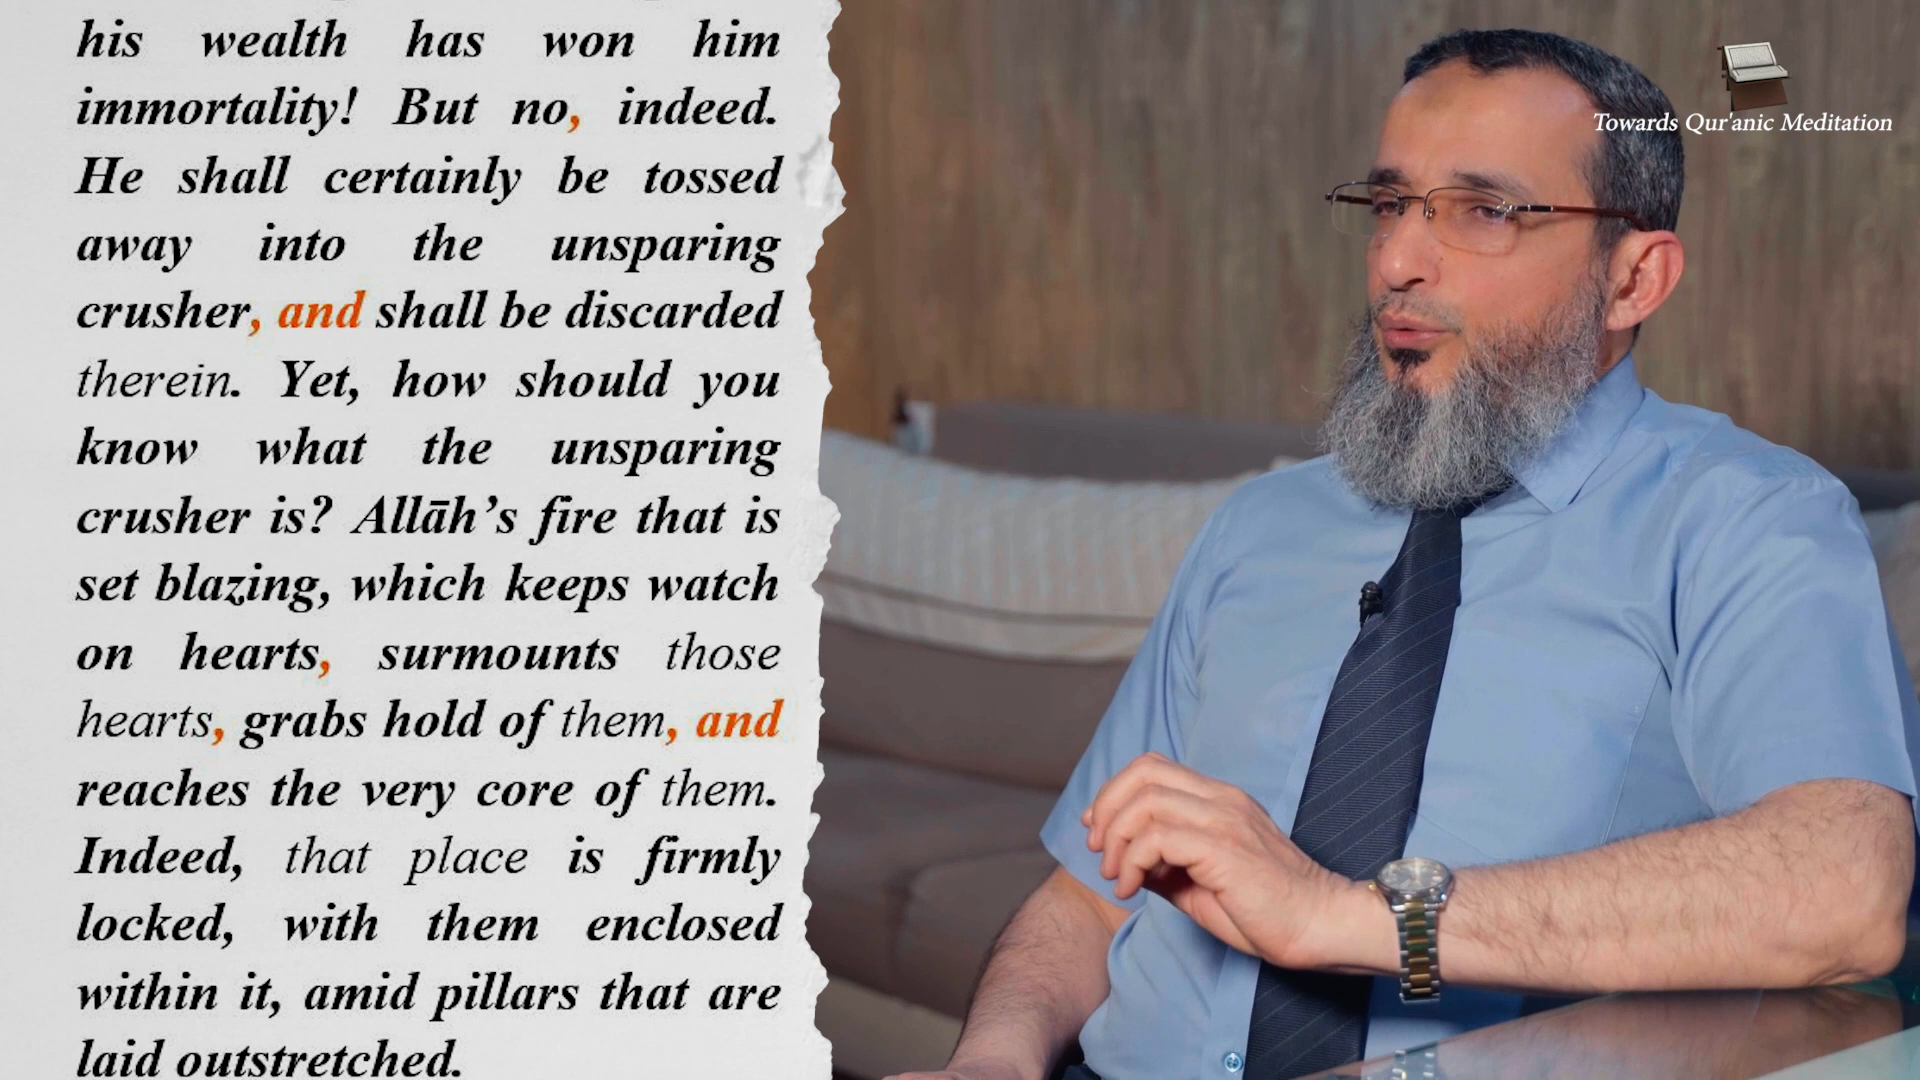 his wealth has won him
immortality! But no, indeed.
He shall certainly be tossed
away into the unsparing
crusher, and shall be discarded
therein. Yet, how should you
know what the unsparing
crusher is? Allāh’s fire that is
set blazing, which keeps watch
on hearts, surmounts those
hearts, grabs hold of them, and
reaches the very core of them.
Indeed, that place is firmly
locked, with them enclosed
within it, amid pillars that are
laid outstretched.
Towards Qur'anic Meditation